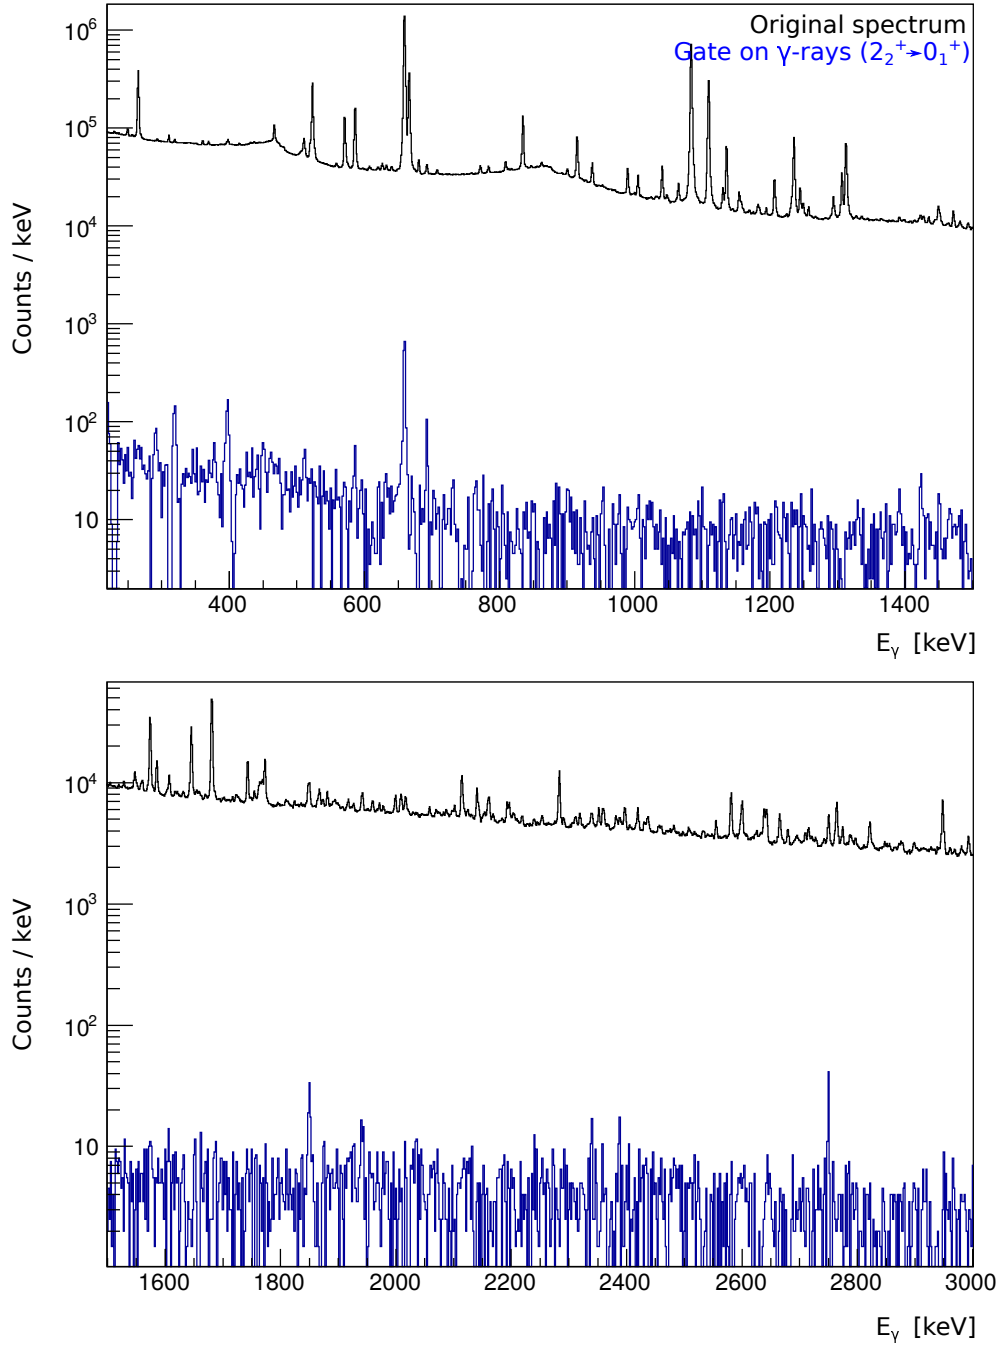 Original spectrum
Gate on γ-rays (2₂⁺→0₁⁺)
Counts / keV
10⁶
10⁵
10⁴
10³
10²
10
400 600 800 1000 1200 1400
E_γ [keV]
Counts / keV
10⁴
10³
10²
10
1600 1800 2000 2200 2400 2600 2800 3000
E_γ [keV]